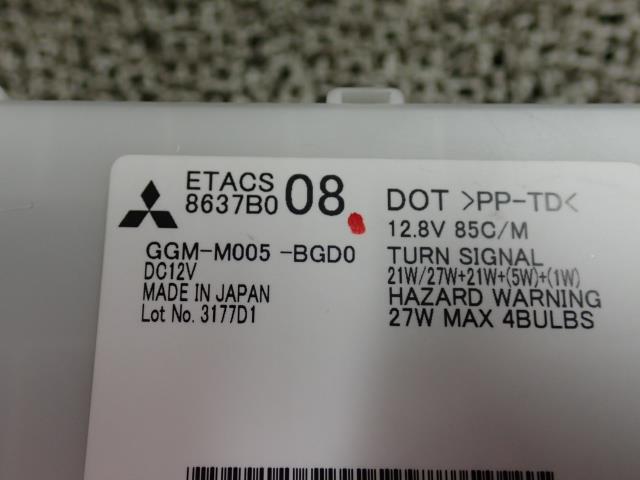 ETACS
8637B0 08
GGM-M005 -BGD0
DC12V
MADE IN JAPAN
Lot No. 3177D1
DOT >PP-TD<
12.8V 85C/M
TURN SIGNAL
21W/27W+21W+(5W)+(1W)
HAZARD WARNING
27W MAX 4BULBS